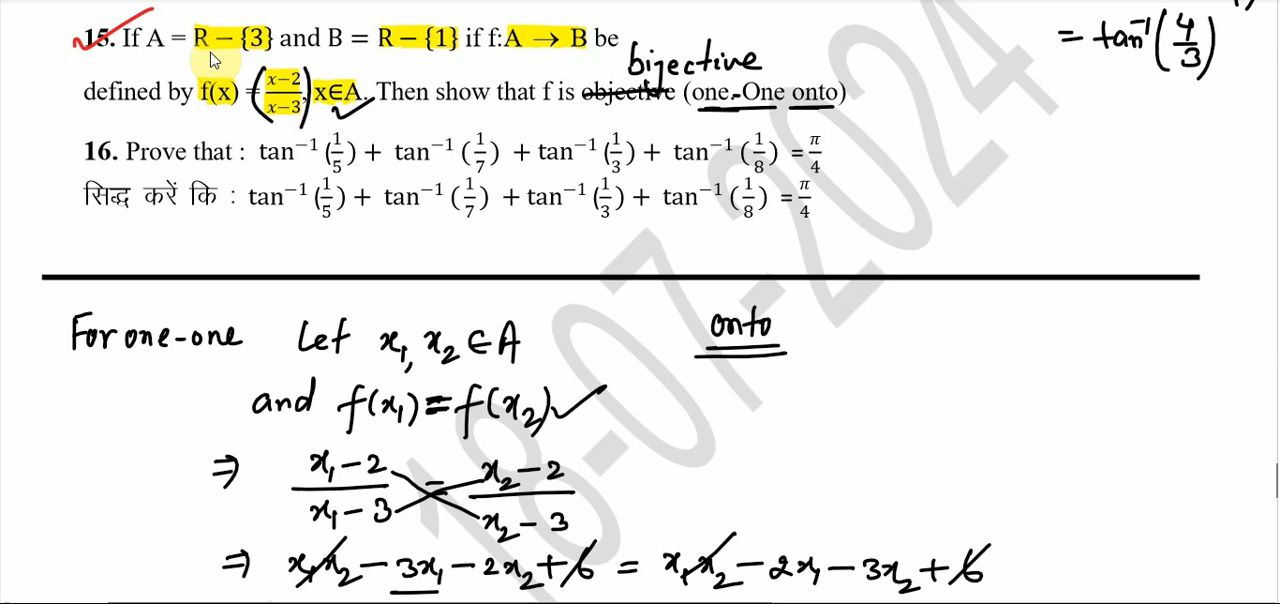 15. If A = R – {3} and B = R – {1} if f:A → B be
bijective
defined by f(x) = (x−2/x−3), x∈A. Then show that f is objective (one-One onto)
= tan⁻¹(4/3)
16. Prove that : tan⁻¹(1/5) + tan⁻¹(1/7) + tan⁻¹(1/3) + tan⁻¹(1/8) = π/4
सिद्ध करें कि : tan⁻¹(1/5) + tan⁻¹(1/7) + tan⁻¹(1/3) + tan⁻¹(1/8) = π/4
18-07-2024
For one-one Let x₁, x₂ ∈ A
and f(x₁) = f(x₂)
⇒ x₁−2/x₁−3 = x₂−2/x₂−3
⇒ x₁x₂ − 3x₁ − 2x₂ + 6 = x₁x₂ − 2x₁ − 3x₂ + 6
onto